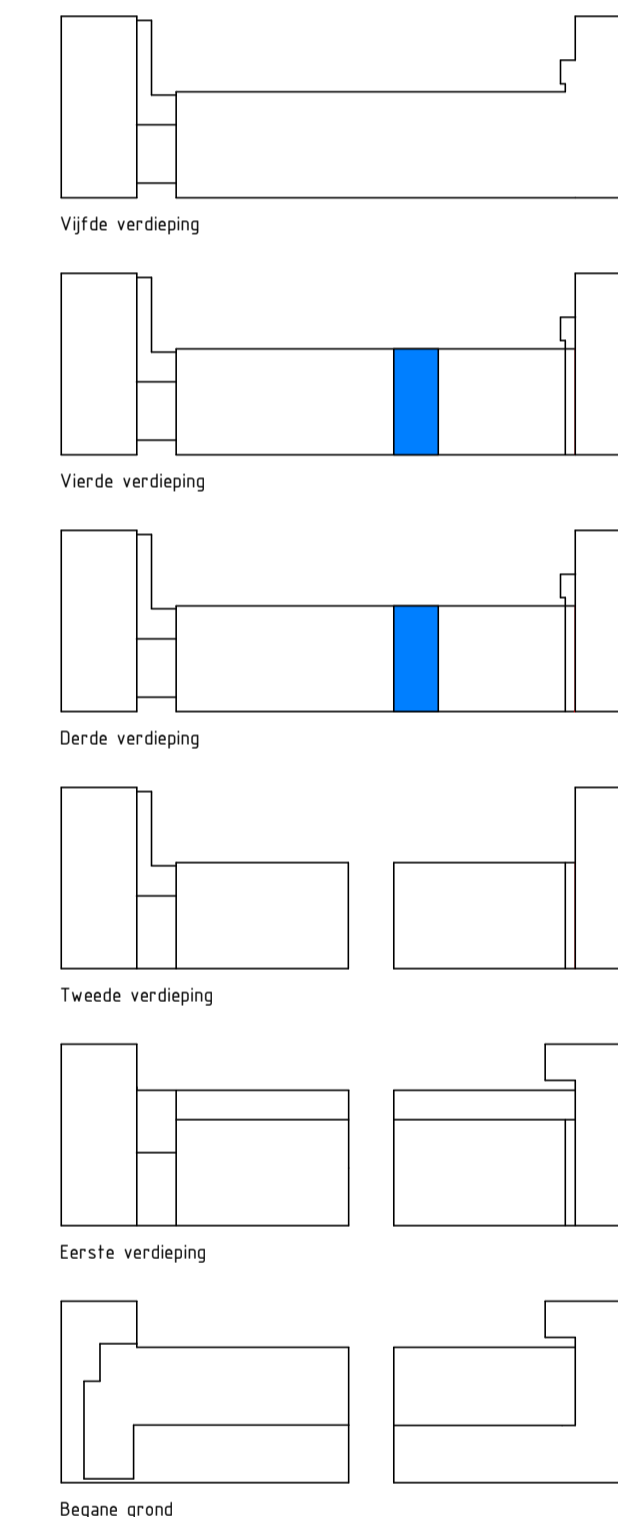 Vijfde verdieping
Vierde verdieping
Derde verdieping
Tweede verdieping
Eerste verdieping
Begane grond